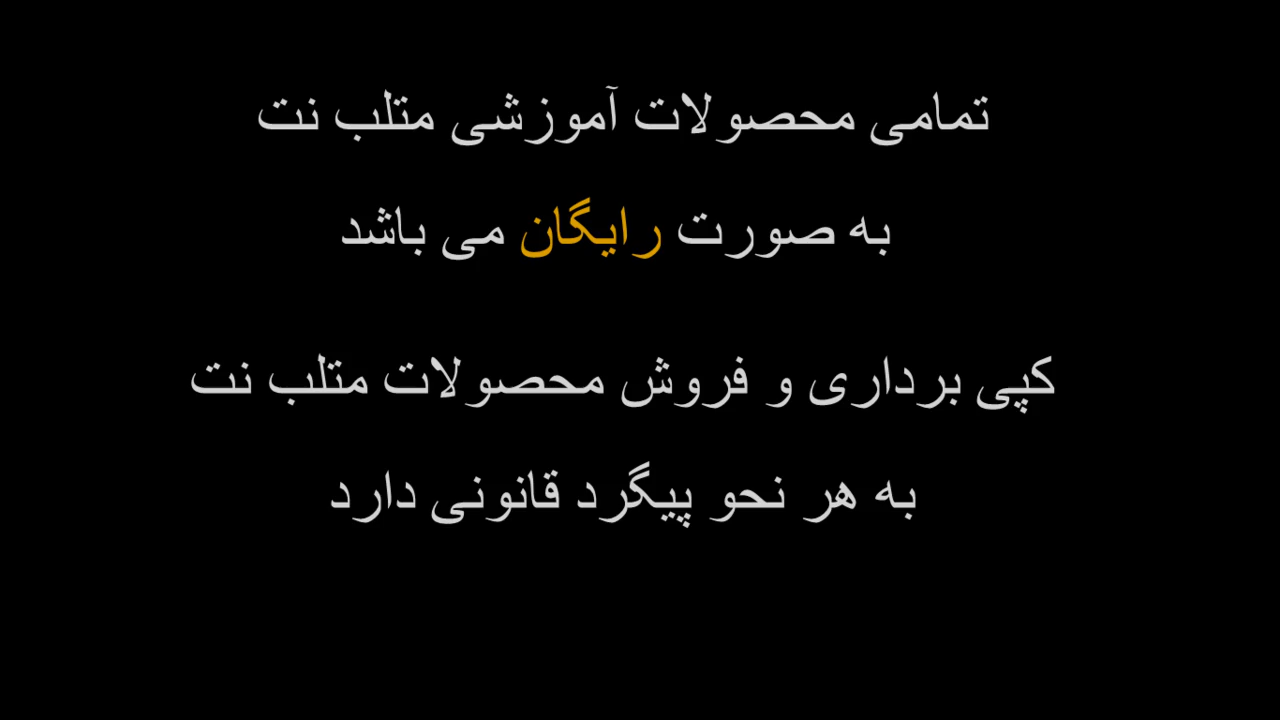 تمامی محصولات آموزشی متلب نت
به صورت رایگان می باشد
کپی برداری و فروش محصولات متلب نت
به هر نحو پیگرد قانونی دارد